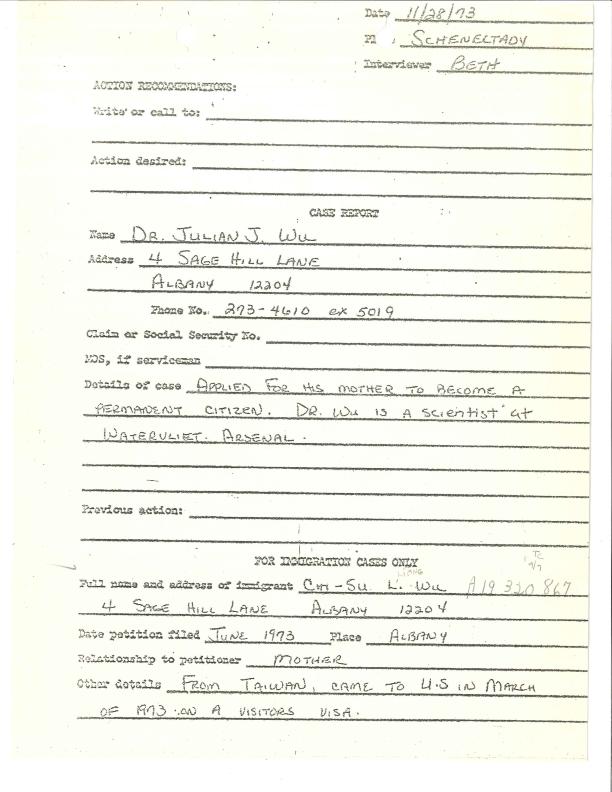 Date 11/28/73
Pl , SCHENELTADY
Interviewer BETH
ACTION RECOMMENDATIONS:
Write or call to:
Action desired:
CASE REPORT
Name DR. JULIAN J. WU
Address 4 SAGE HILL LANE
ALBANY 12204
Phone No. 273-4610 ex 5019
Claim or Social Security No.
MOS, if serviceman
Details of case APPLIED FOR HIS MOTHER TO BECOME A
PERMANENT CITIZEN. DR. WU IS A SCIENTIST AT
WATERVLIET ARSENAL.
Previous action:
FOR IMMIGRATION CASES ONLY
Full name and address of immigrant CHI-SU L. WU A19 320 867
4 SAGE HILL LANE ALBANY 12204
Date petition filed JUNE 1973 Place ALBANY
Relationship to petitioner MOTHER
Other details FROM TAIWAN, CAME TO U.S IN MARCH
OF 1973 ON A VISITORS VISA.